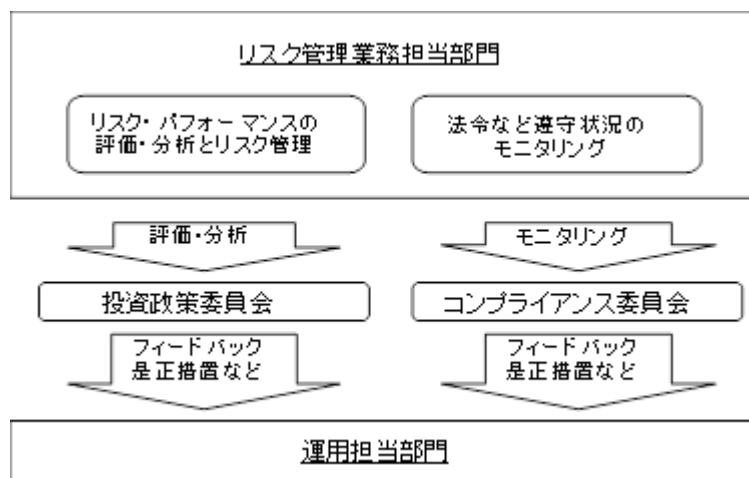 リスク管理業務担当部門
リスク・パフォーマンスの
評価・分析とリスク管理
法令など遵守状況の
モニタリング
評価・分析
モニタリング
投資政策委員会
コンプライアンス委員会
フィードバック
是正措置など
フィードバック
是正措置など
運用担当部門